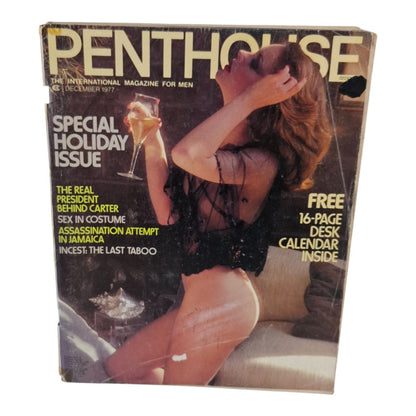 PENTHOUSE
THE INTERNATIONAL MAGAZINE FOR MEN
DECEMBER 1977
SPECIAL
HOLIDAY
ISSUE
THE REAL
PRESIDENT
BEHIND CARTER
SEX IN COSTUME
ASSASSINATION ATTEMPT
IN JAMAICA
INCEST: THE LAST TABOO
FREE
16-PAGE
DESK
CALENDAR
INSIDE